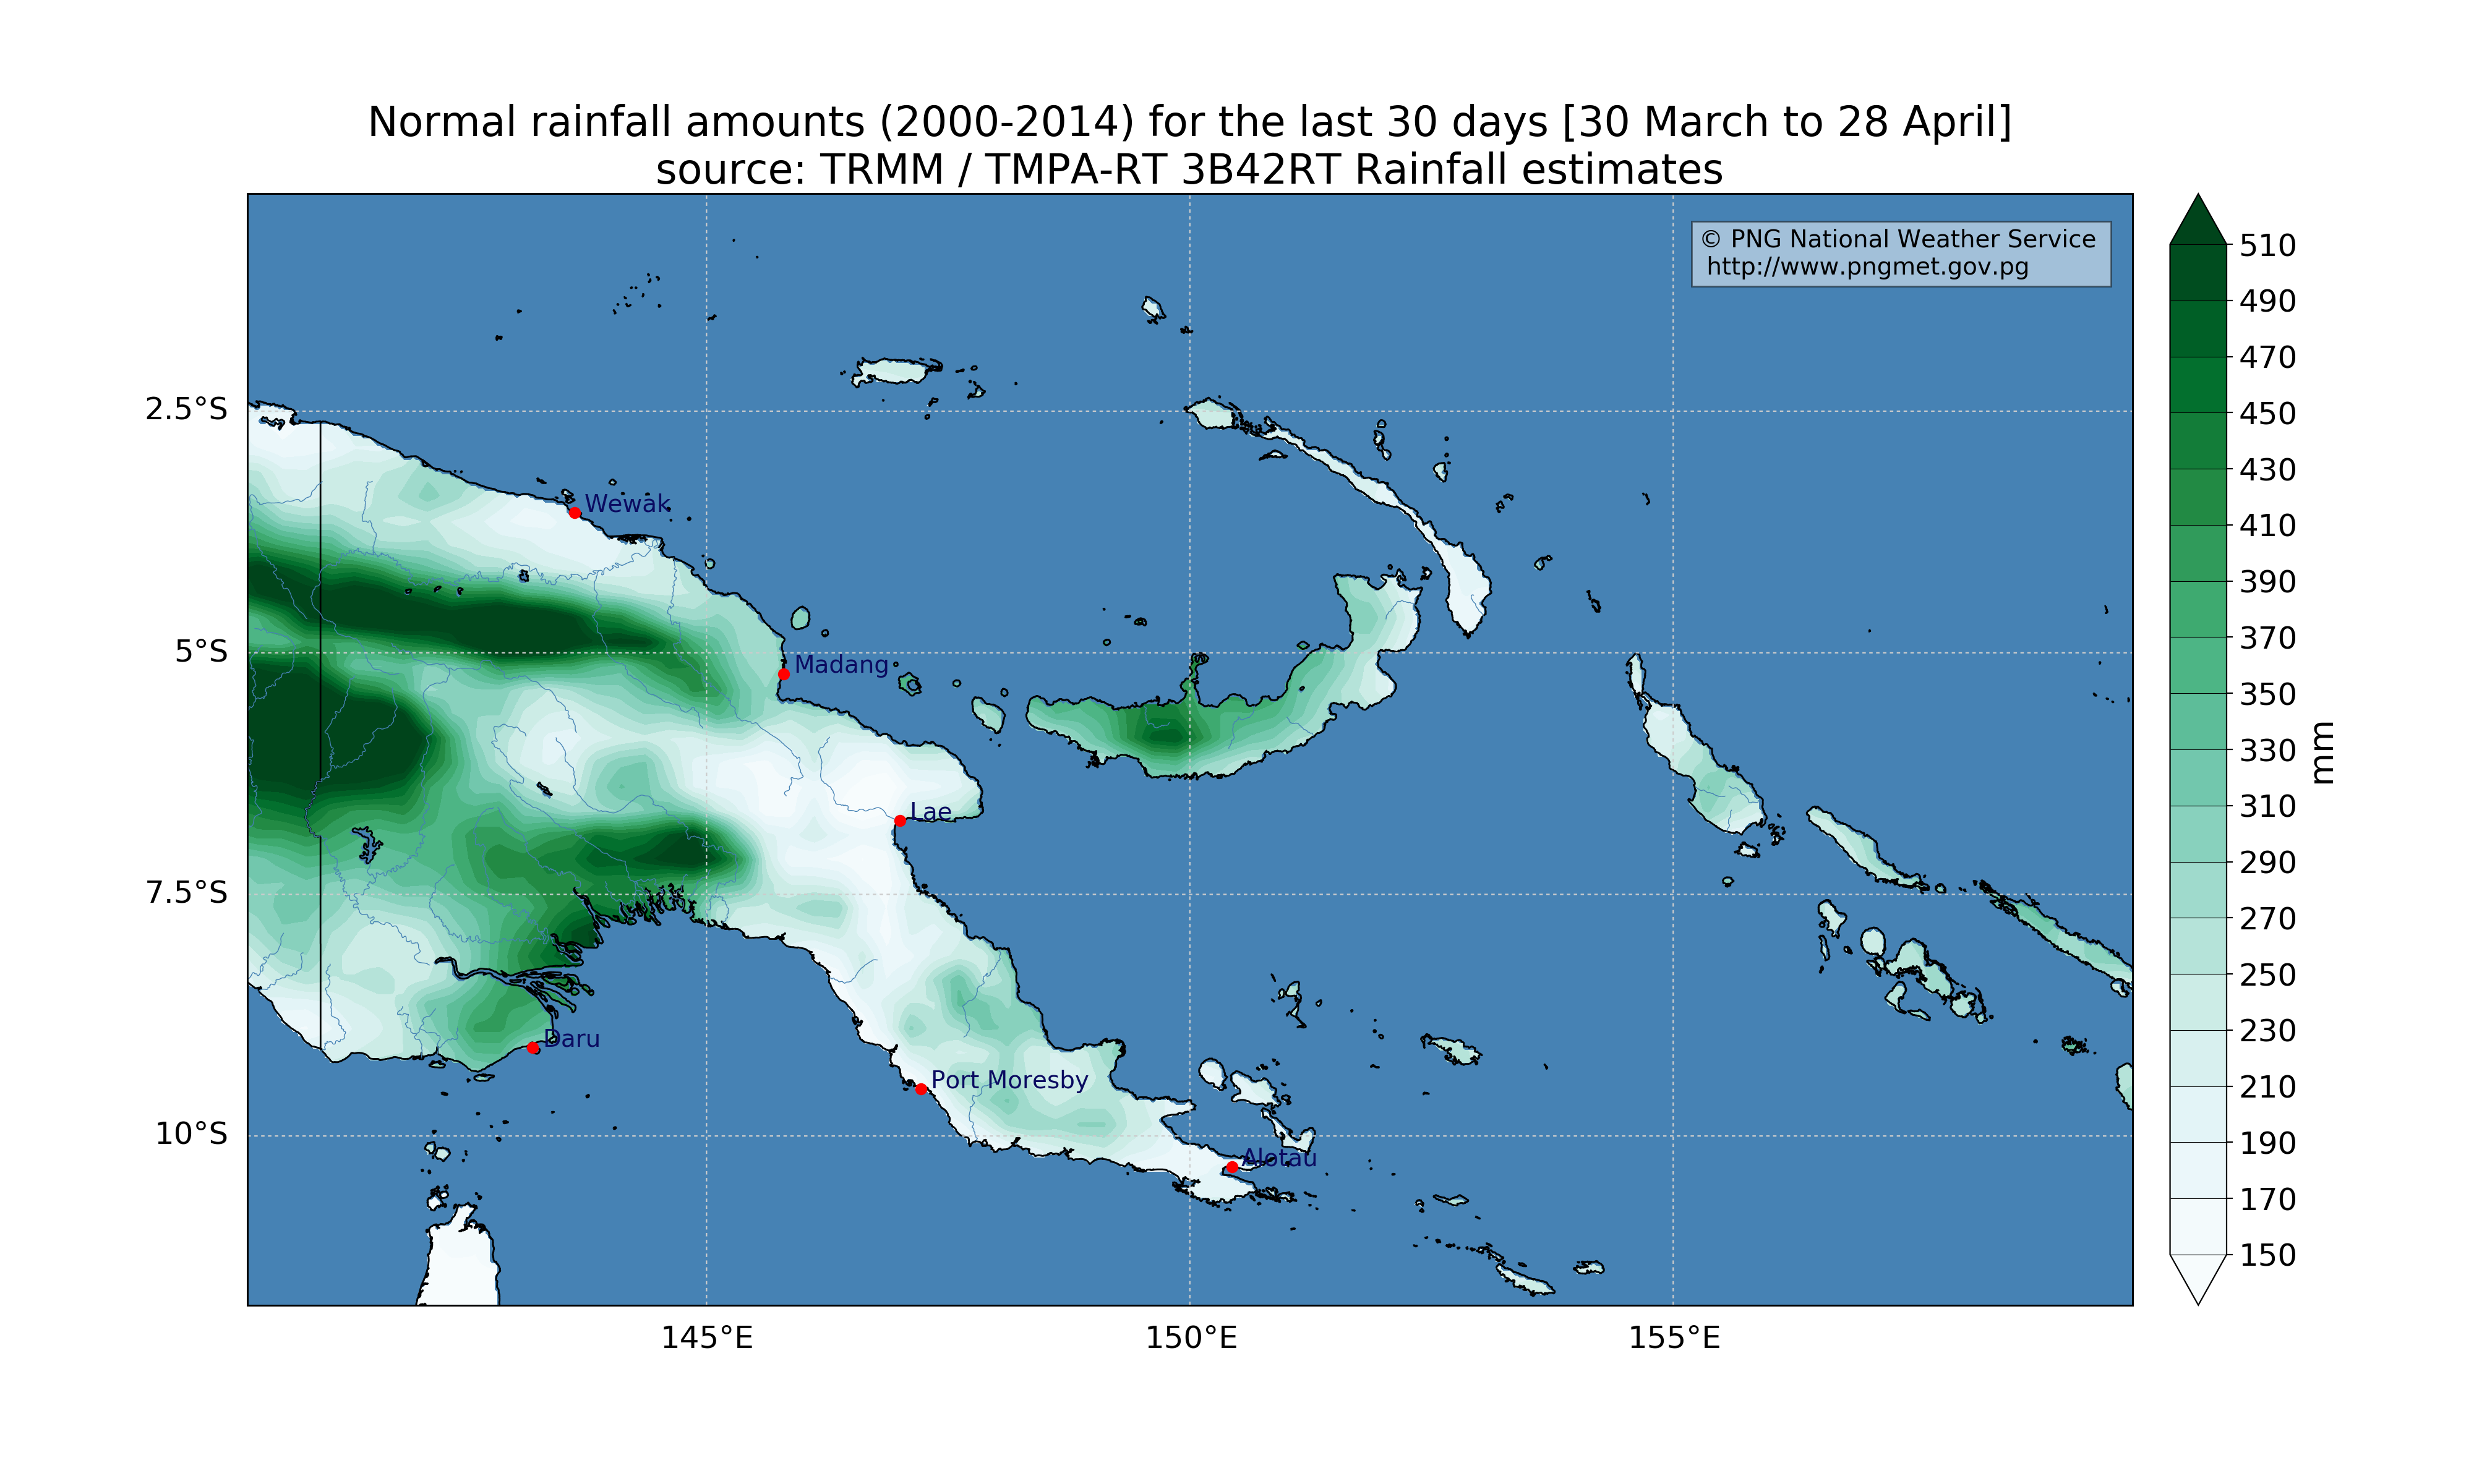 Normal rainfall amounts (2000-2014) for the last 30 days [30 March to 28 April]
source: TRMM / TMPA-RT 3B42RT Rainfall estimates
© PNG National Weather Service
http://www.pngmet.gov.pg
2.5°S
5°S
7.5°S
10°S
Wewak
Madang
Lae
Daru
Port Moresby
Alotau
145°E
150°E
155°E
510
490
470
450
430
410
390
370
350
330
310
290
270
250
230
210
190
170
150
mm